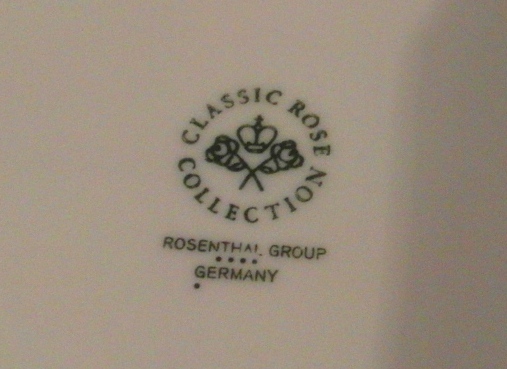 CLASSIC ROSE
COLLECTION
ROSENTHAL GROUP
GERMANY